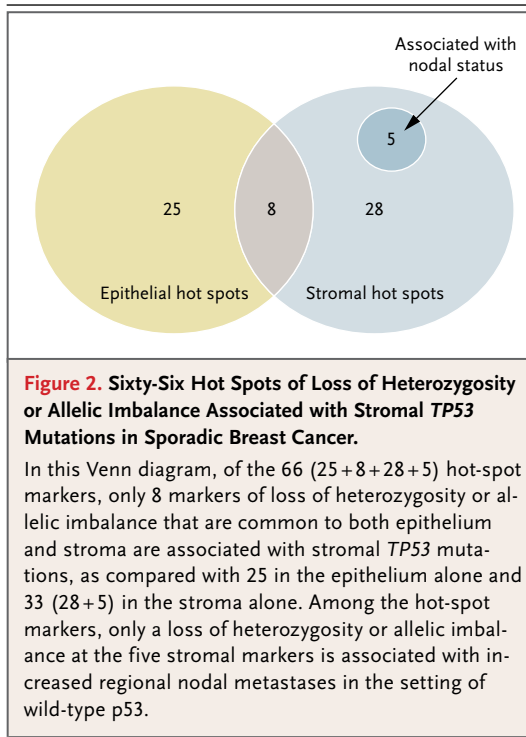 Associated with
nodal status
5
25
8
28
Epithelial hot spots
Stromal hot spots
Figure 2. Sixty-Six Hot Spots of Loss of Heterozygosity
or Allelic Imbalance Associated with Stromal TP53
Mutations in Sporadic Breast Cancer.
In this Venn diagram, of the 66 (25+8+28+5) hot-spot
markers, only 8 markers of loss of heterozygosity or al-
lelic imbalance that are common to both epithelium
and stroma are associated with stromal TP53 muta-
tions, as compared with 25 in the epithelium alone and
33 (28+5) in the stroma alone. Among the hot-spot
markers, only a loss of heterozygosity or allelic imbal-
ance at the five stromal markers is associated with in-
creased regional nodal metastases in the setting of
wild-type p53.